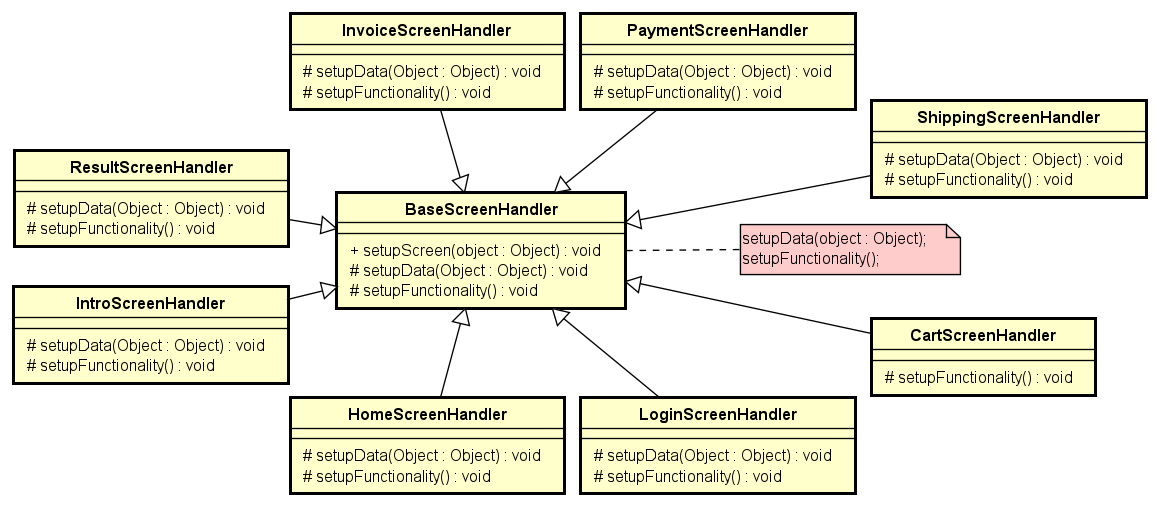 InvoiceScreenHandler
# setupData(Object : Object) : void
# setupFunctionality() : void
PaymentScreenHandler
# setupData(Object : Object) : void
# setupFunctionality() : void
ShippingScreenHandler
# setupData(Object : Object) : void
# setupFunctionality() : void
ResultScreenHandler
# setupData(Object : Object) : void
# setupFunctionality() : void
BaseScreenHandler
+ setupScreen(object : Object) : void
# setupData(Object : Object) : void
# setupFunctionality() : void
setupData(object : Object);
setupFunctionality();
IntroScreenHandler
# setupData(Object : Object) : void
# setupFunctionality() : void
CartScreenHandler
# setupFunctionality() : void
HomeScreenHandler
# setupData(Object : Object) : void
# setupFunctionality() : void
LoginScreenHandler
# setupData(Object : Object) : void
# setupFunctionality() : void